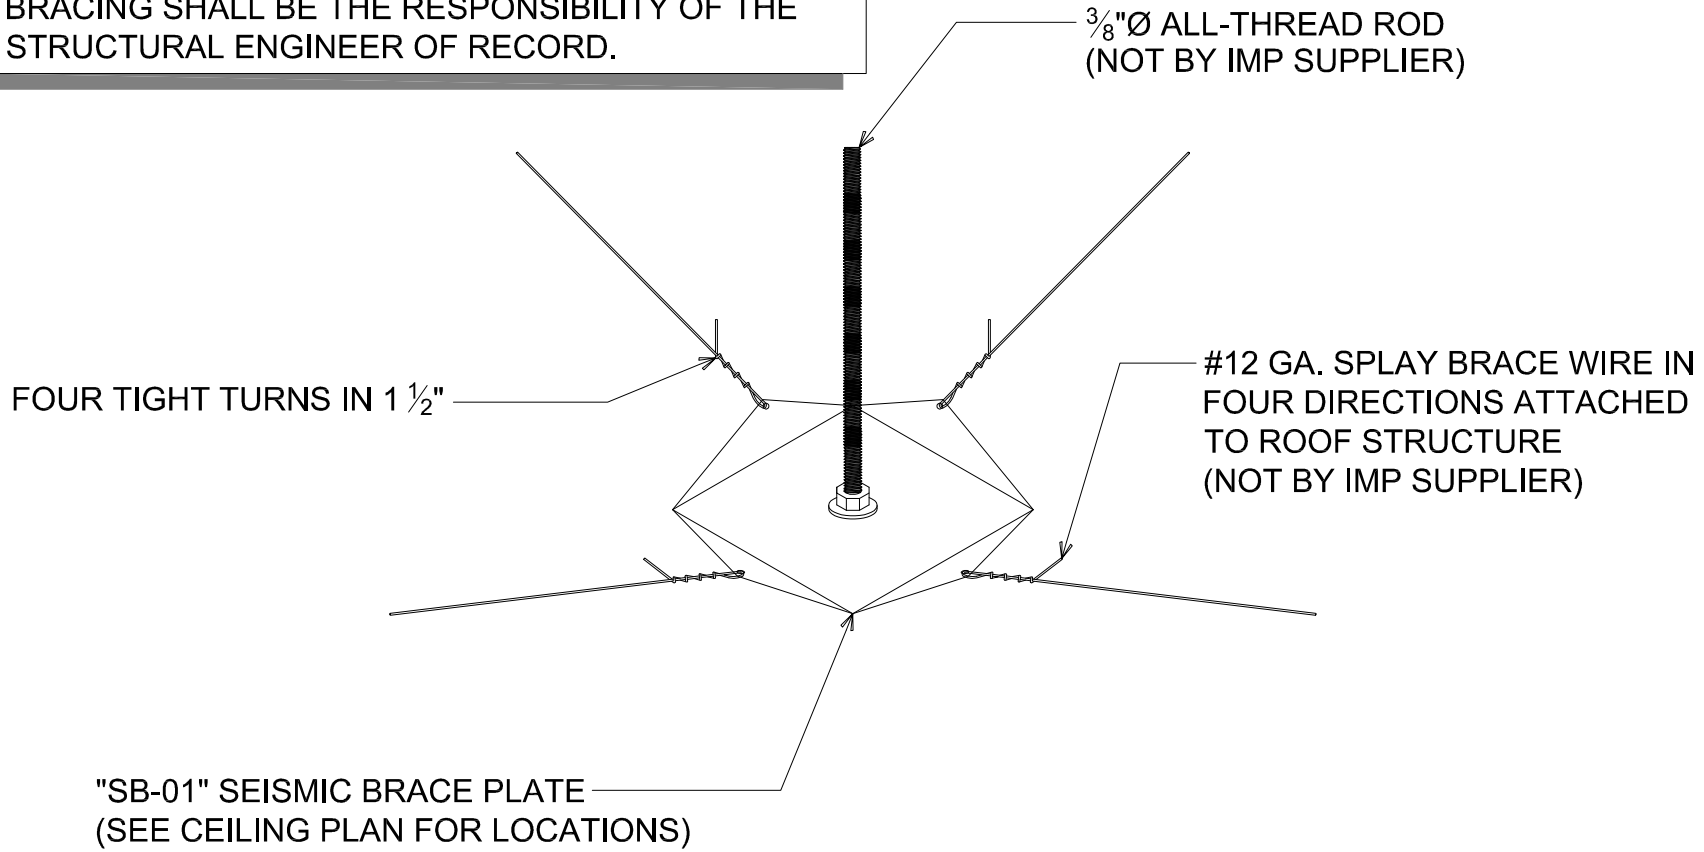 BRACING SHALL BE THE RESPONSIBILITY OF THE
STRUCTURAL ENGINEER OF RECORD.
⅜"Ø ALL-THREAD ROD
(NOT BY IMP SUPPLIER)
FOUR TIGHT TURNS IN 1 ½"
#12 GA. SPLAY BRACE WIRE IN
FOUR DIRECTIONS ATTACHED
TO ROOF STRUCTURE
(NOT BY IMP SUPPLIER)
"SB-01" SEISMIC BRACE PLATE
(SEE CEILING PLAN FOR LOCATIONS)